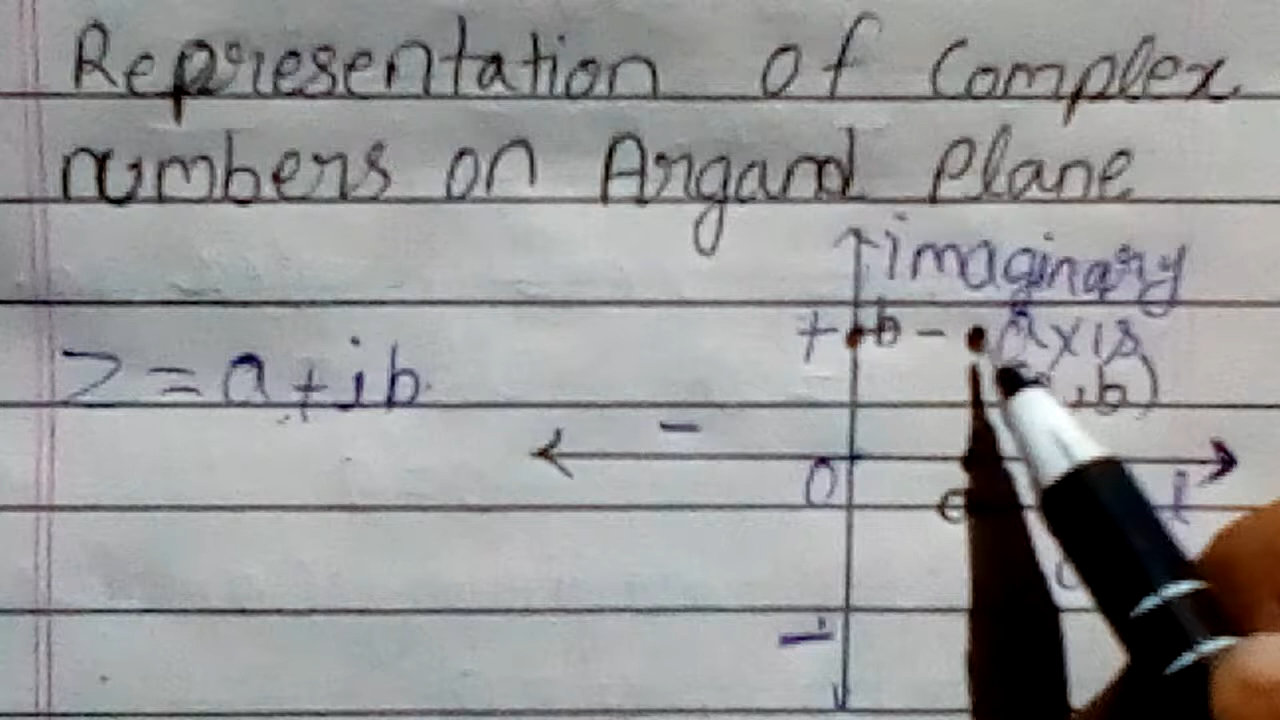 Representation of Complex
numbers on Argand Plane
imaginary
+ b - Axis
z = a + ib
,b)
-
0
-